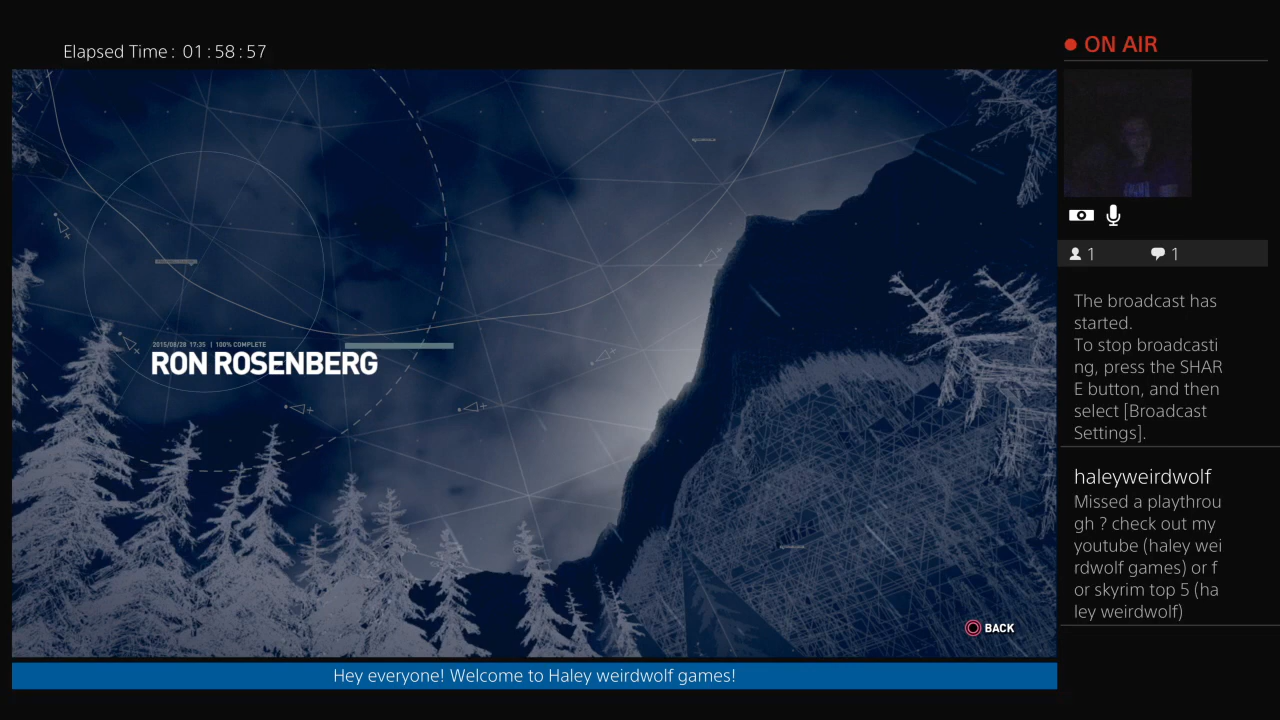 Elapsed Time: 01:58:57
ON AIR
1
1
2015/08/28 17:35 | 100% COMPLETE
RON ROSENBERG
The broadcast has
started.
To stop broadcasti
ng, press the SHAR
E button, and then
select [Broadcast
Settings].
haleyweirdwolf
Missed a playthrou
gh ? check out my
youtube (haley wei
rdwolf games) or f
or skyrim top 5 (ha
ley weirdwolf)
BACK
Hey everyone! Welcome to Haley weirdwolf games!